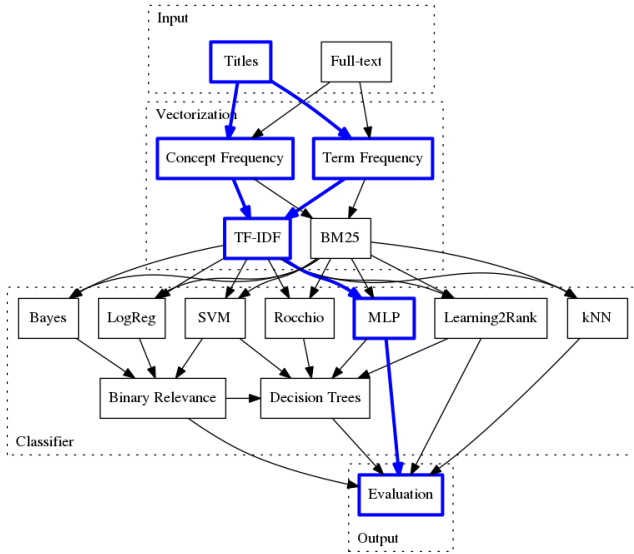 Input
Titles
Full-text
Vectorization
Concept Frequency
Term Frequency
TF-IDF
BM25
Bayes
LogReg
SVM
Rocchio
MLP
Learning2Rank
kNN
Binary Relevance
Decision Trees
Classifier
Evaluation
Output